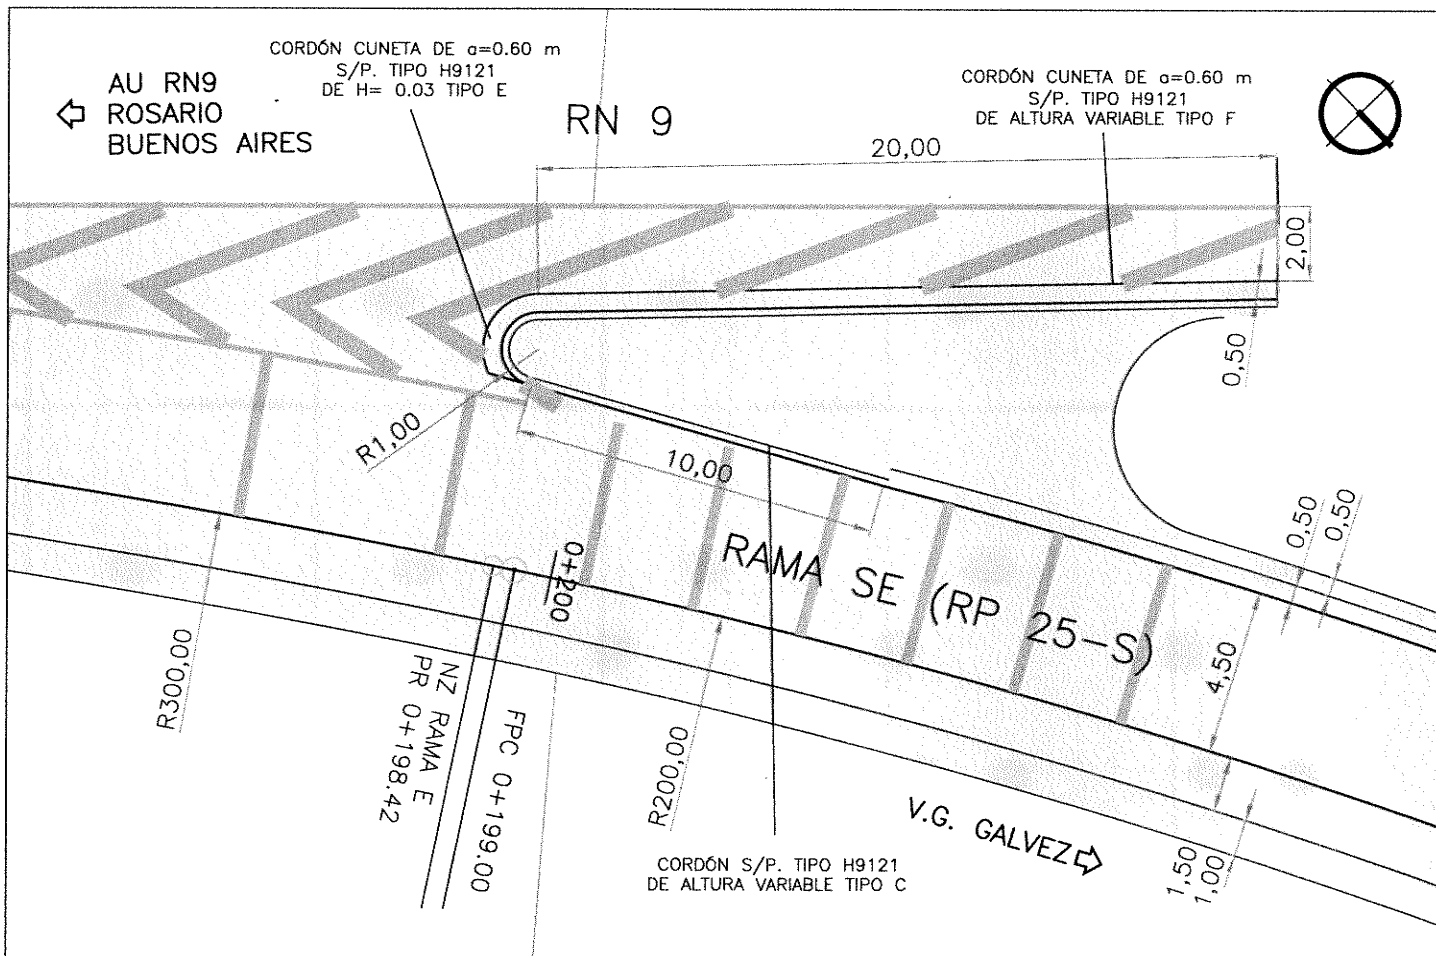 CORDÓN CUNETA DE a=0.60 m
S/P. TIPO H9121
DE H= 0.03 TIPO E
AU RN9
ROSARIO
BUENOS AIRES
RN 9
CORDÓN CUNETA DE a=0.60 m
S/P. TIPO H9121
DE ALTURA VARIABLE TIPO F
20,00
2,00
0,50
R1,00
10,00
0,50
0,50
RAMA SE (RP 25-S)
0+200
4,50
R300,00
NZ RAMA E
PR 0+198.42
FPC 0+199.00
R200,00
V.G. GALVEZ
1,50
1,00
CORDÓN S/P. TIPO H9121
DE ALTURA VARIABLE TIPO C